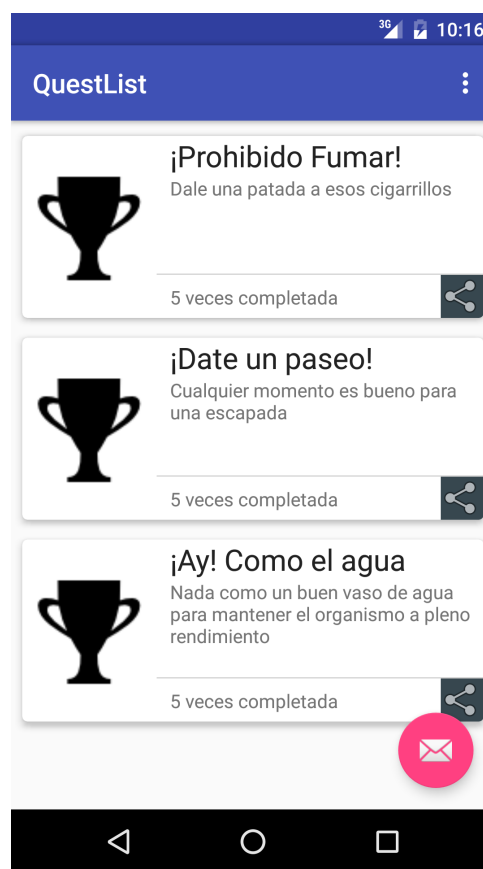 3G 10:16
QuestList
¡Prohibido Fumar!
Dale una patada a esos cigarrillos
5 veces completada
¡Date un paseo!
Cualquier momento es bueno para
una escapada
5 veces completada
¡Ay! Como el agua
Nada como un buen vaso de agua
para mantener el organismo a pleno
rendimiento
5 veces completada